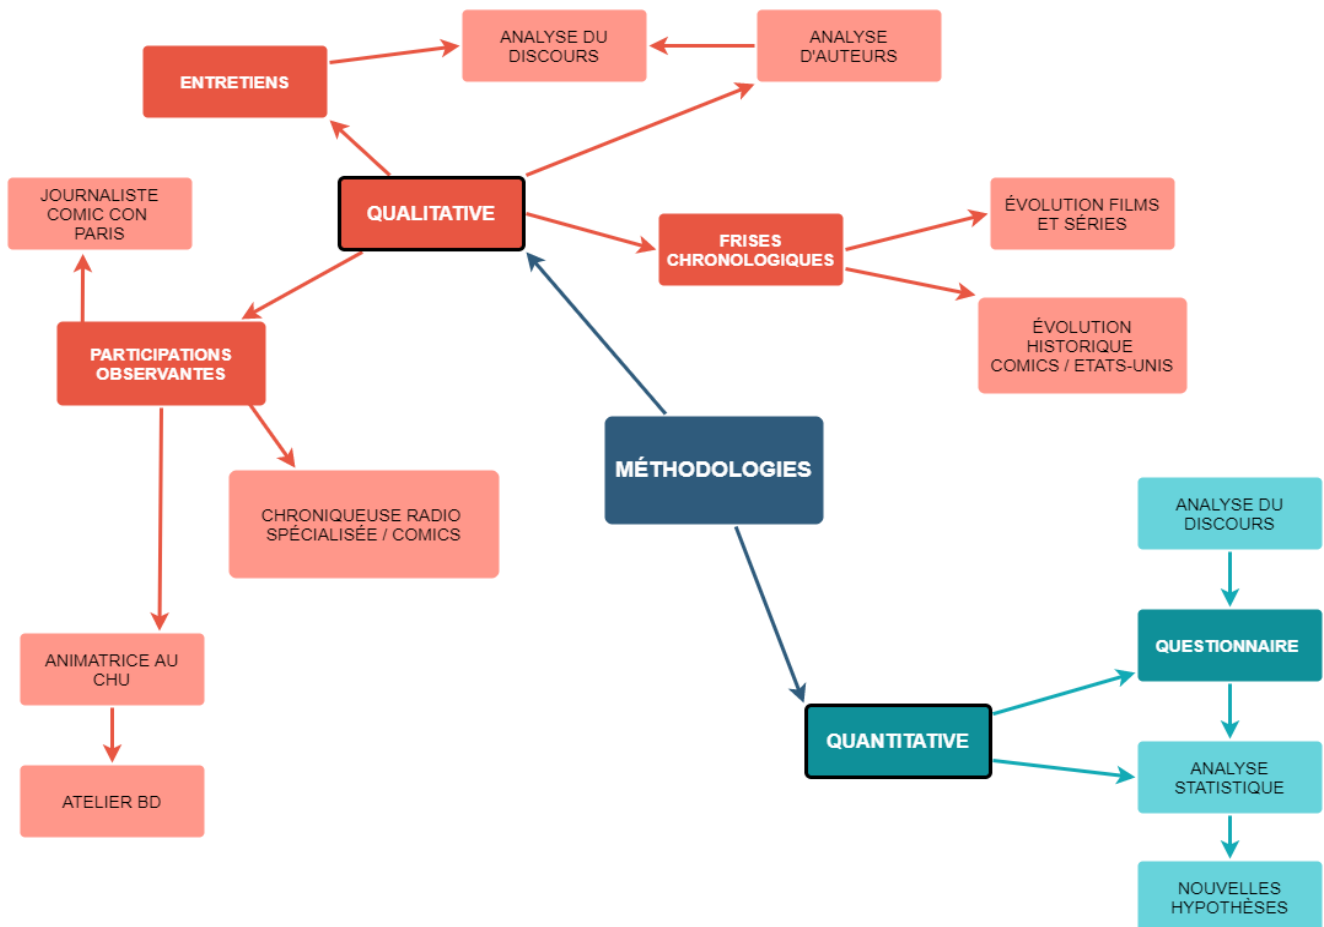 ANALYSE DU
DISCOURS
ANALYSE
D'AUTEURS
ENTRETIENS
JOURNALISTE
COMIC CON
PARIS
QUALITATIVE
FRISES
CHRONOLOGIQUES
ÉVOLUTION FILMS
ET SÉRIES
ÉVOLUTION
HISTORIQUE
COMICS / ETATS-UNIS
PARTICIPATIONS
OBSERVANTES
MÉTHODOLOGIES
CHRONIQUEUSE RADIO
SPÉCIALISÉE / COMICS
ANALYSE DU
DISCOURS
QUESTIONNAIRE
ANIMATRICE AU
CHU
QUANTITATIVE
ANALYSE
STATISTIQUE
ATELIER BD
NOUVELLES
HYPOTHÈSES